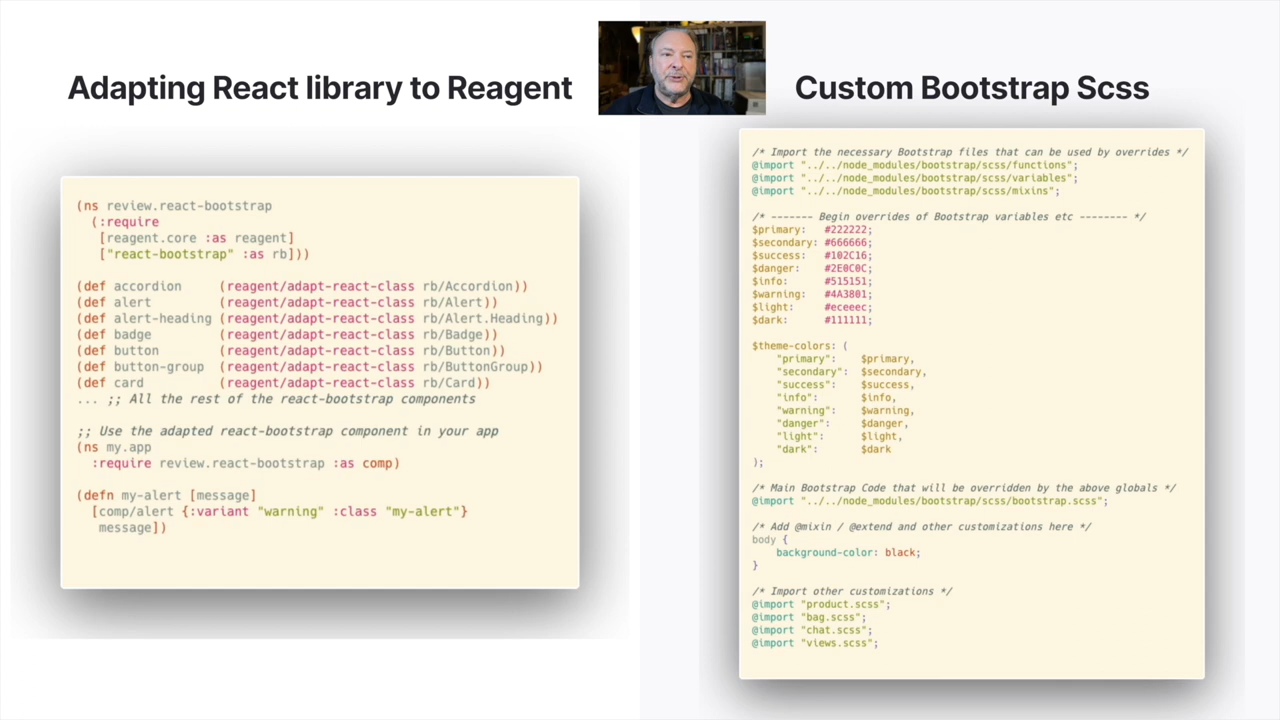 Adapting React library to Reagent
(ns review.react-bootstrap
  (:require
   [reagent.core :as reagent]
   ["react-bootstrap" :as rb]))
(def accordion     (reagent/adapt-react-class rb/Accordion))
(def alert         (reagent/adapt-react-class rb/Alert))
(def alert-heading (reagent/adapt-react-class rb/Alert.Heading))
(def badge         (reagent/adapt-react-class rb/Badge))
(def button        (reagent/adapt-react-class rb/Button))
(def button-group  (reagent/adapt-react-class rb/ButtonGroup))
(def card          (reagent/adapt-react-class rb/Card))
... ;; All the rest of the react-bootstrap components
;; Use the adapted react-bootstrap component in your app
(ns my.app
  :require review.react-bootstrap :as comp)
(defn my-alert [message]
  [comp/alert {:variant "warning" :class "my-alert"}
   message])
Custom Bootstrap Scss
/* Import the necessary Bootstrap files that can be used by overrides */
@import "../../node_modules/bootstrap/scss/functions";
@import "../../node_modules/bootstrap/scss/variables";
@import "../../node_modules/bootstrap/scss/mixins";
/* ------- Begin overrides of Bootstrap variables etc -------- */
$primary:   #222222;
$secondary: #666666;
$success:   #102C16;
$danger:    #2E0C0C;
$info:      #515151;
$warning:   #4A3801;
$light:     #eceeec;
$dark:      #111111;
$theme-colors: (
    "primary":    $primary,
    "secondary":  $secondary,
    "success":    $success,
    "info":       $info,
    "warning":    $warning,
    "danger":     $danger,
    "light":      $light,
    "dark":       $dark
);
/* Main Bootstrap Code that will be overridden by the above globals */
@import "../../node_modules/bootstrap/scss/bootstrap.scss";
/* Add @mixin / @extend and other customizations here */
body {
    background-color: black;
}
/* Import other customizations */
@import "product.scss";
@import "bag.scss";
@import "chat.scss";
@import "views.scss";